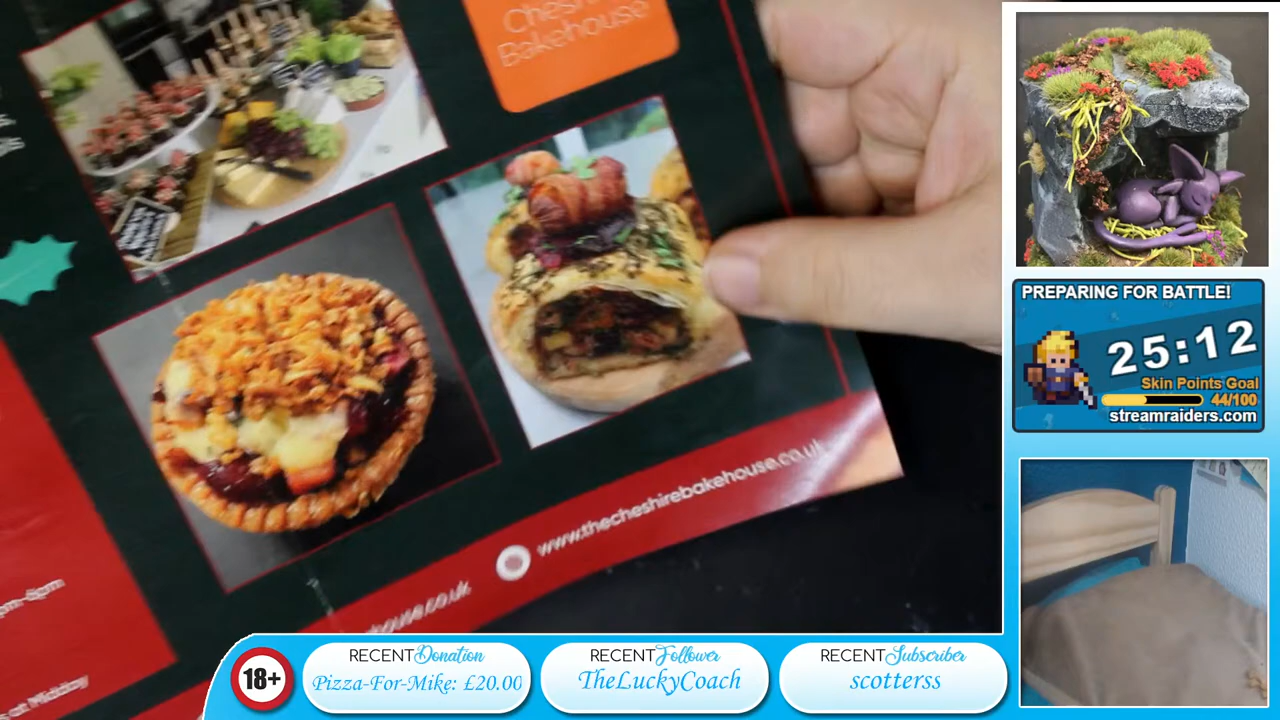 Bakehouse
www.thecheshirebakehouse.co.uk
PREPARING FOR BATTLE!
25:12
Skin Points Goal
44/100
streamraiders.com
18+
RECENT Donation
Pizza-For-Mike: £20.00
RECENT Follower
TheLuckyCoach
RECENT Subscriber
scotterss